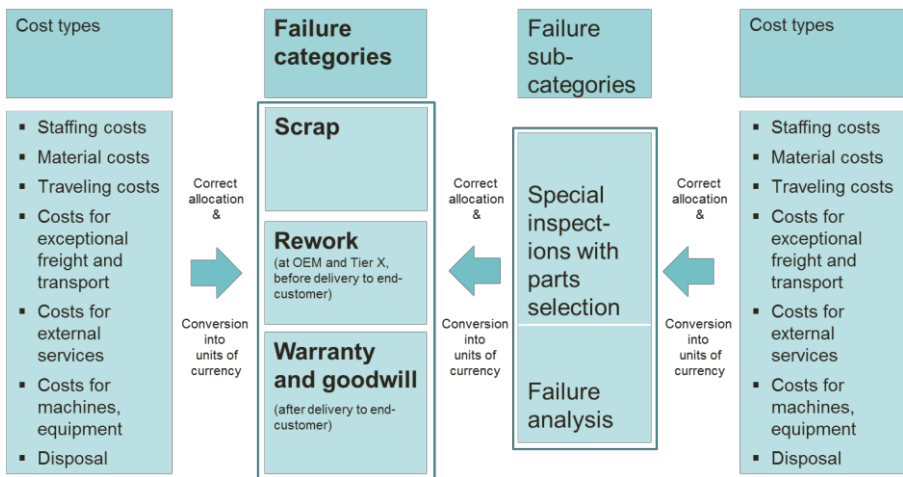 Cost types
▪ Staffing costs
▪ Material costs
▪ Traveling costs
▪ Costs for
exceptional
freight and
transport
▪ Costs for
external
services
▪ Costs for
machines,
equipment
▪ Disposal
Correct
allocation
&
Conversion
into
units of
currency
Failure
categories
Scrap
Rework
(at OEM and Tier X,
before delivery to end-
customer)
Warranty
and goodwill
(after delivery to end-
customer)
Correct
allocation
&
Conversion
into
units of
currency
Failure
sub-
categories
Special
inspect-
ions with
parts
selection
Failure
analysis
Correct
allocation
&
Conversion
into
units of
currency
Cost types
▪ Staffing costs
▪ Material costs
▪ Traveling costs
▪ Costs for
exceptional
freight and
transport
▪ Costs for
external
services
▪ Costs for
machines,
equipment
▪ Disposal